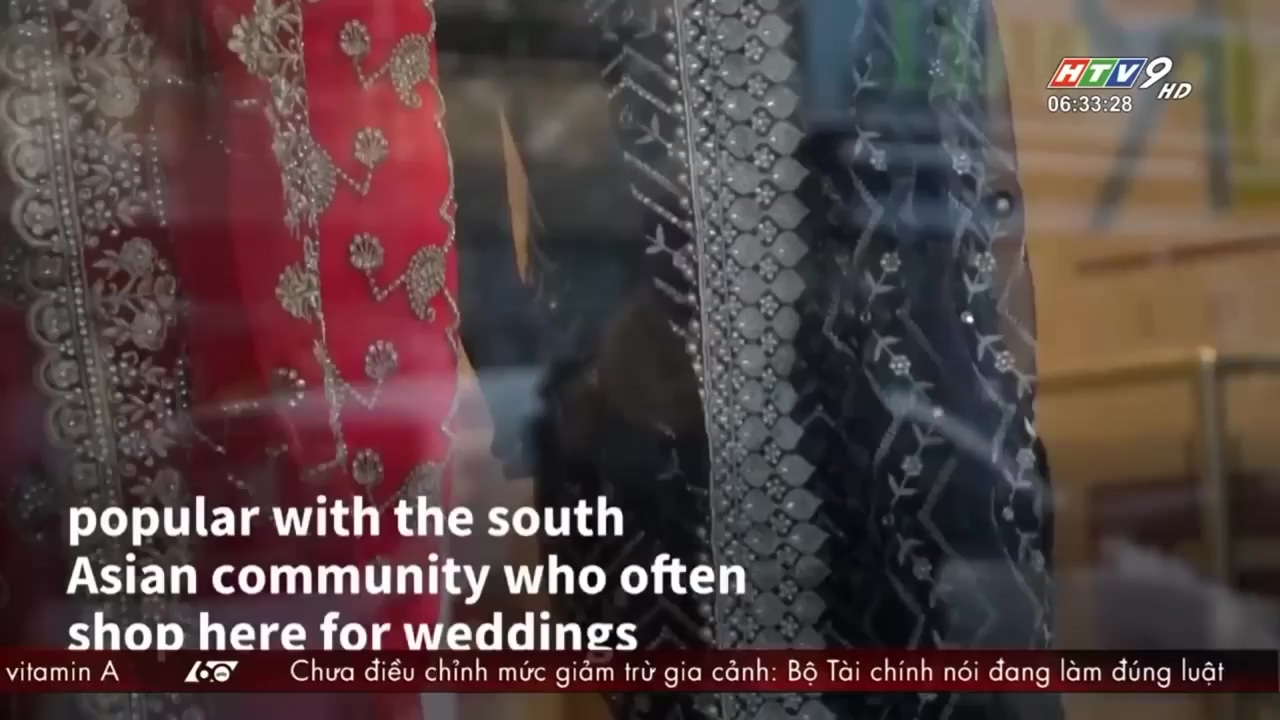 HTV9 HD
06:33:28
popular with the south
Asian community who often
shop here for weddings
vitamin A 60 Chưa điều chỉnh mức giảm trừ gia cảnh: Bộ Tài chính nói đang làm đúng luật